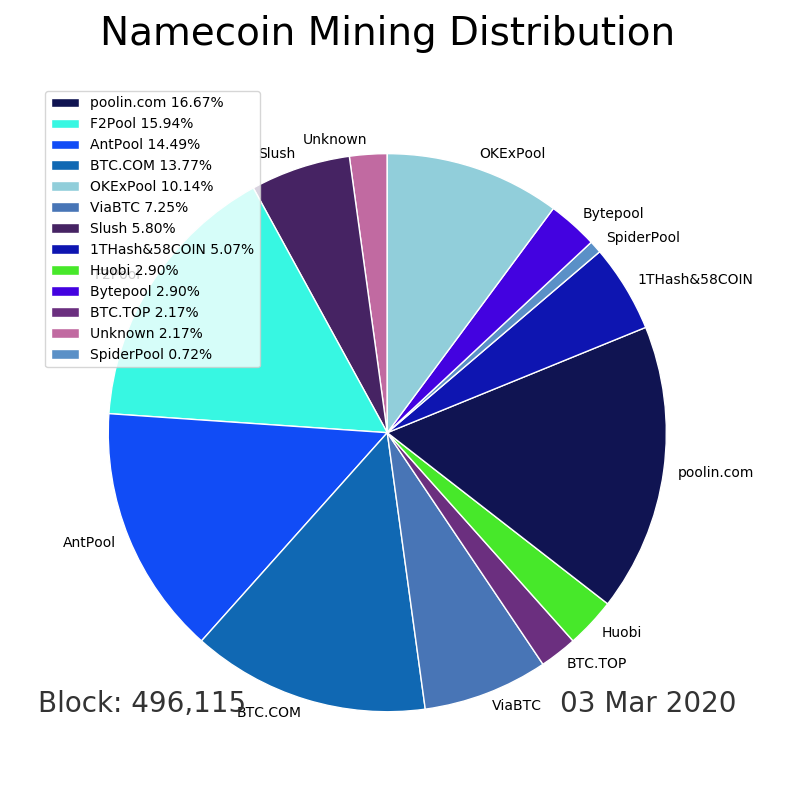 Namecoin Mining Distribution
poolin.com 16.67%
F2Pool 15.94%
AntPool 14.49%
BTC.COM 13.77%
OKExPool 10.14%
ViaBTC 7.25%
Slush 5.80%
1THash&58COIN 5.07%
Huobi 2.90%
Bytepool 2.90%
BTC.TOP 2.17%
Unknown 2.17%
SpiderPool 0.72%
Unknown
Slush
OKExPool
Bytepool
SpiderPool
1THash&58COIN
F2Pool
poolin.com
AntPool
Huobi
BTC.TOP
ViaBTC
BTC.COM
Block: 496,115
03 Mar 2020